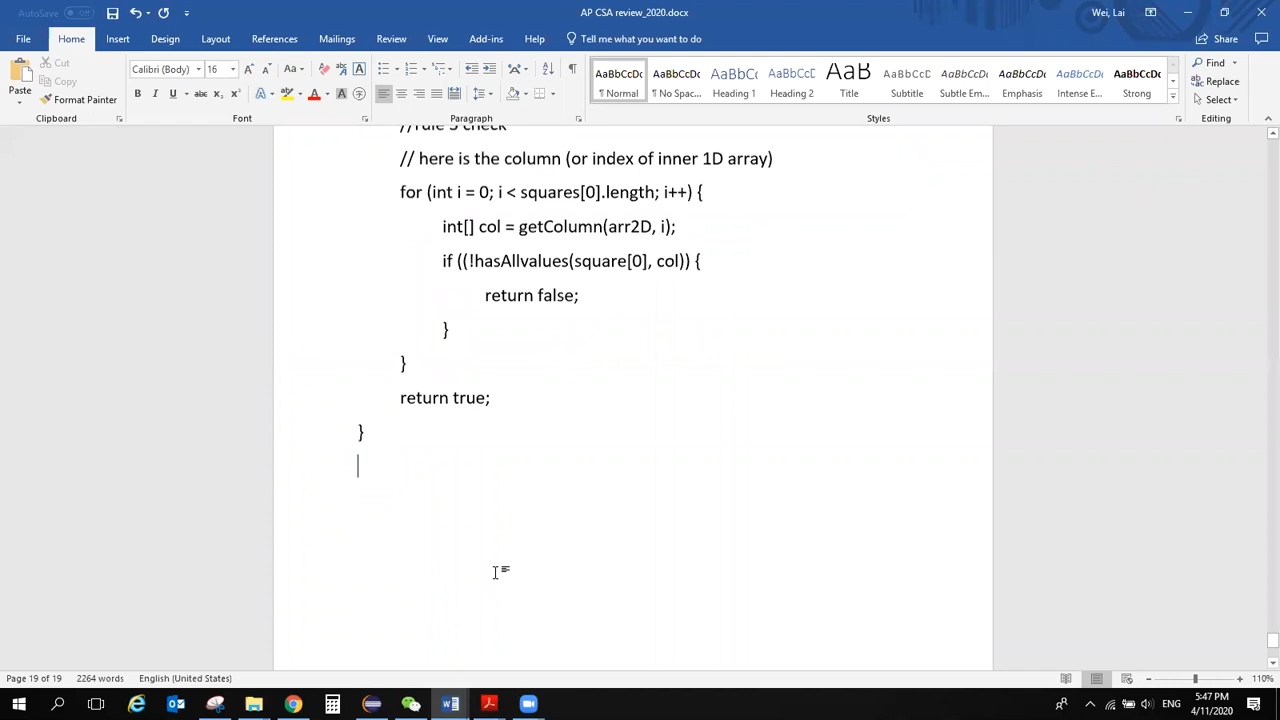 AutoSave Off
AP CSA review_2020.docx
Wei, Lai
File Home Insert Design Layout References Mailings Review View Add-ins Help Tell me what you want to do
Share
Paste
Cut
Copy
Format Painter
Clipboard
Calibri (Body) 16
Font
Paragraph
AaBbCcDc AaBbCcDc AaBbCc AaBbCcD AaB AaBbCcD AaBbCcDc AaBbCcDc AaBbCcDc AaBbCcDc
¶ Normal ¶ No Spac... Heading 1 Heading 2 Title Subtitle Subtle Em... Emphasis Intense E... Strong
Styles
Find
Replace
Select
Editing
// here is the column (or index of inner 1D array)
for (int i = 0; i < squares[0].length; i++) {
int[] col = getColumn(arr2D, i);
if ((!hasAllvalues(square[0], col)) {
return false;
}
}
return true;
}
Page 19 of 19 2264 words English (United States)
110%
ENG
5:47 PM
4/11/2020